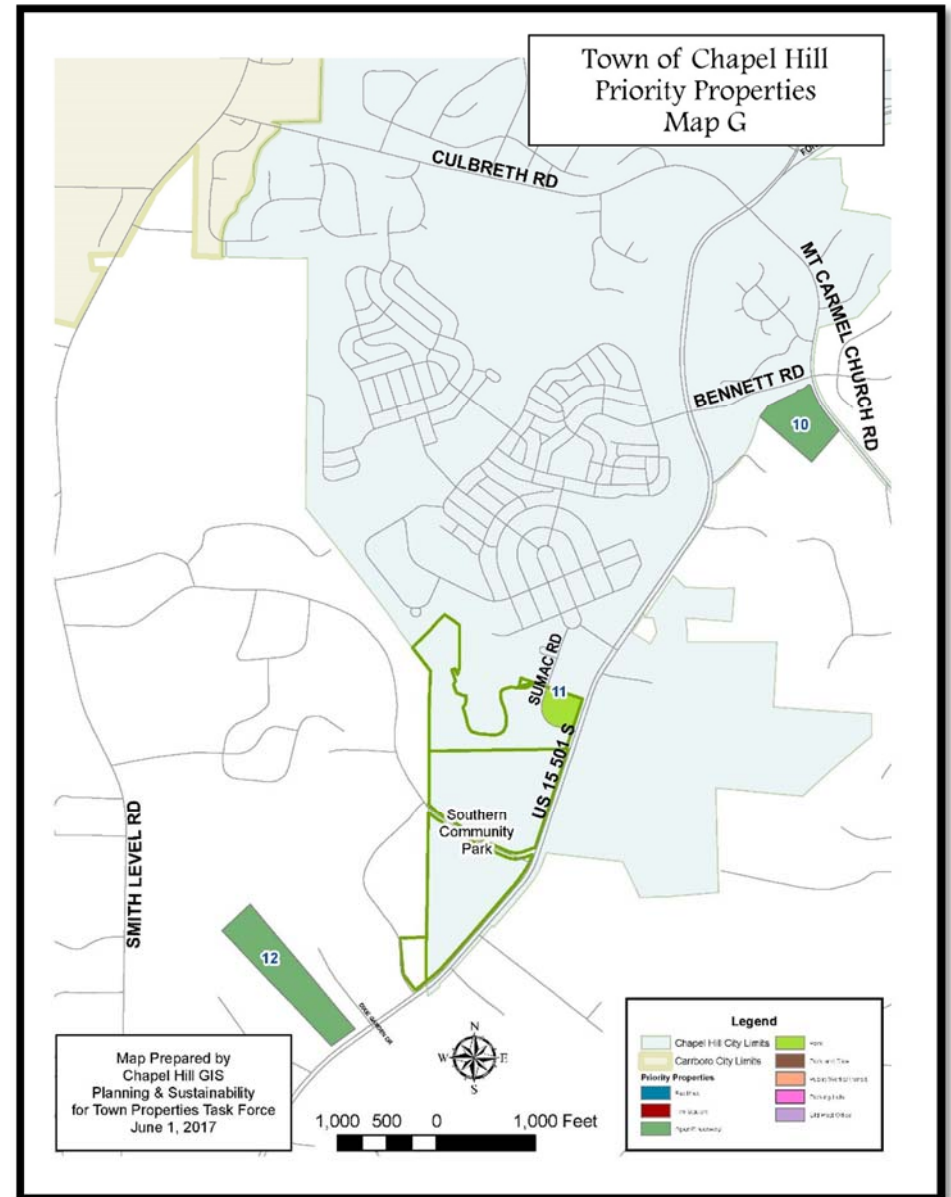 Town of Chapel Hill
Priority Properties
Map G
CULBRETH RD
MT CARMEL CHURCH RD
BENNETT RD
10
SUMAC RD
11
US 15 501 S
Southern
Community
Park
SMITH LEVEL RD
12
N
W E
S
Map Prepared by
Chapel Hill GIS
Planning & Sustainability
for Town Properties Task Force
June 1, 2017
1,000 500 0 1,000 Feet
Legend
Chapel Hill City Limits
Carrboro City Limits
Priority Properties